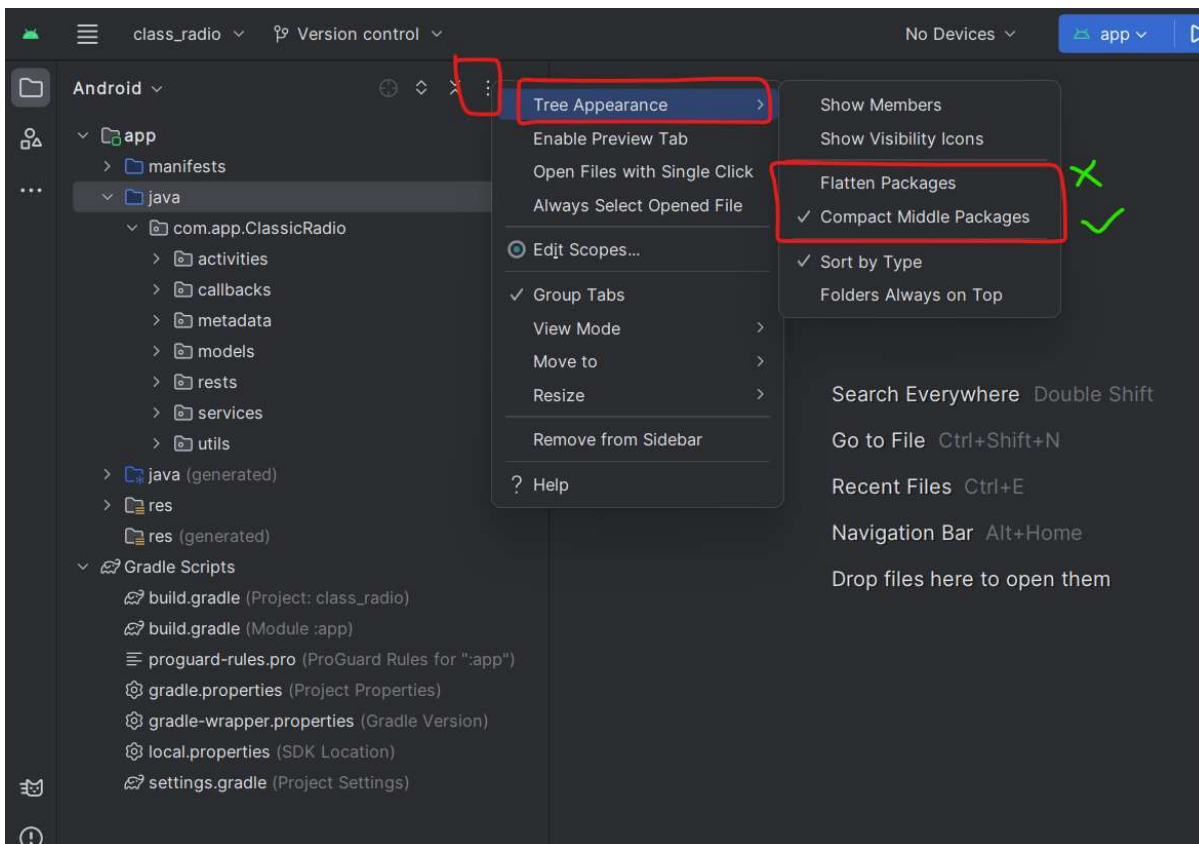 class_radio
Version control
No Devices
app
Android
app
manifests
java
com.app.ClassicRadio
activities
callbacks
metadata
models
rests
services
utils
java (generated)
res
res (generated)
Gradle Scripts
build.gradle (Project: class_radio)
build.gradle (Module :app)
proguard-rules.pro (ProGuard Rules for ":app")
gradle.properties (Project Properties)
gradle-wrapper.properties (Gradle Version)
local.properties (SDK Location)
settings.gradle (Project Settings)
Tree Appearance
Enable Preview Tab
Open Files with Single Click
Always Select Opened File
Edit Scopes...
Group Tabs
View Mode
Move to
Resize
Remove from Sidebar
? Help
Show Members
Show Visibility Icons
Flatten Packages
Compact Middle Packages
Sort by Type
Folders Always on Top
Search Everywhere Double Shift
Go to File Ctrl+Shift+N
Recent Files Ctrl+E
Navigation Bar Alt+Home
Drop files here to open them